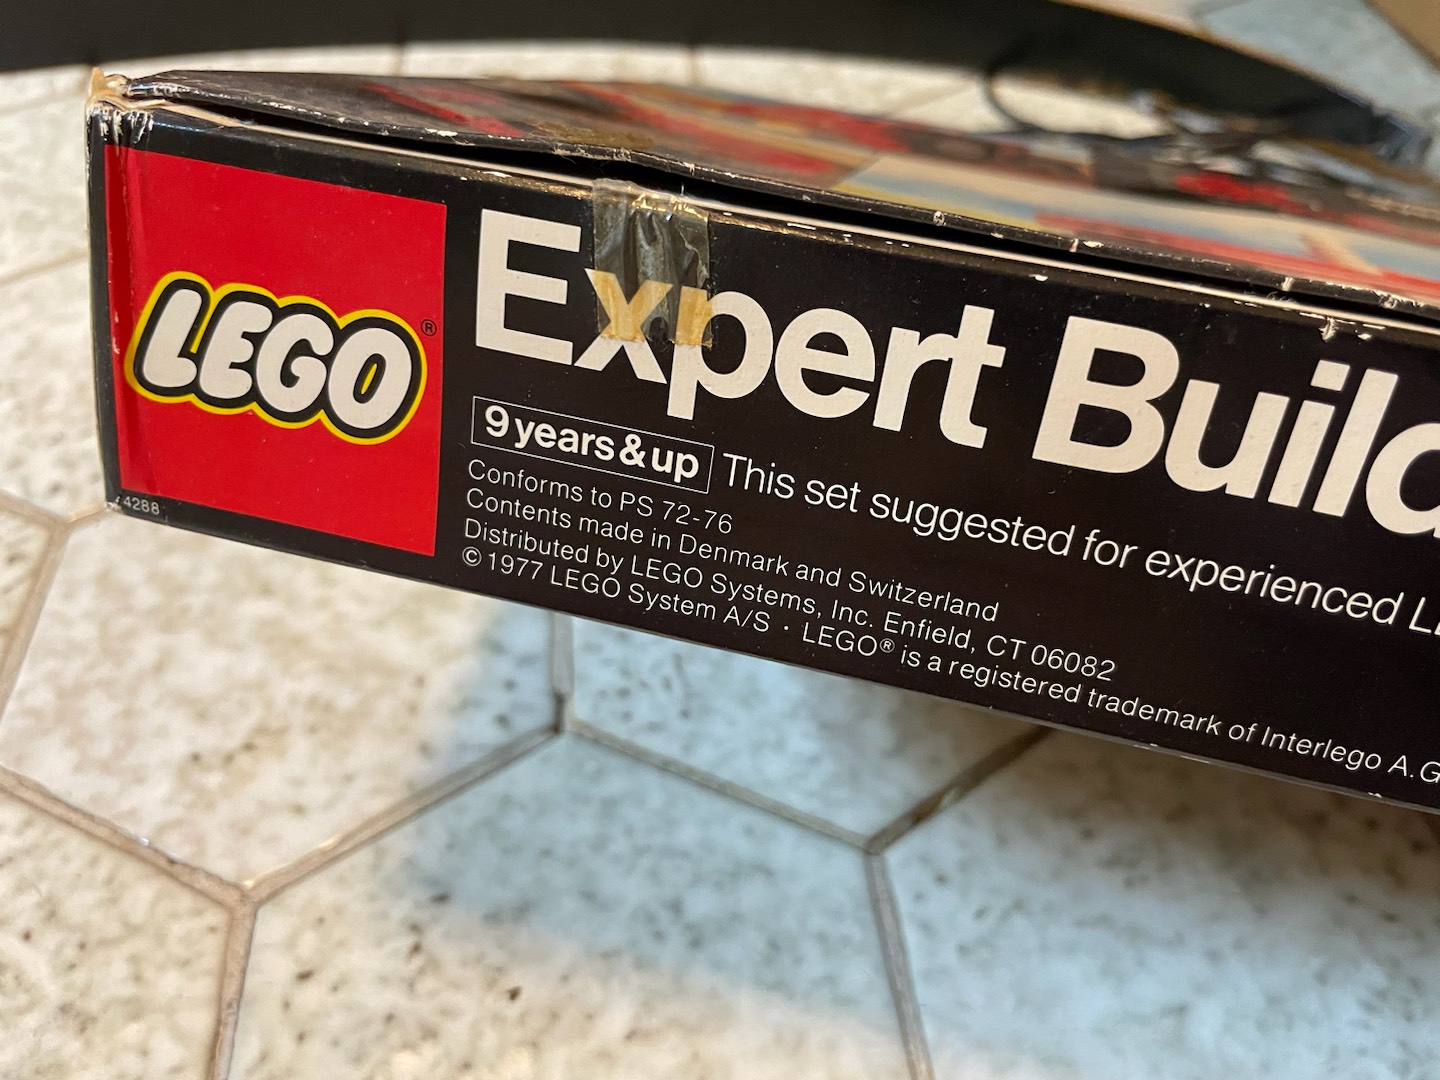 LEGO®
Expert Build
9 years & up This set suggested for experienced
Conforms to PS 72-76
Contents made in Denmark and Switzerland
Distributed by LEGO Systems, Inc. Enfield, CT 06082
© 1977 LEGO System A/S · LEGO® is a registered trademark of Interlego A.G
4288